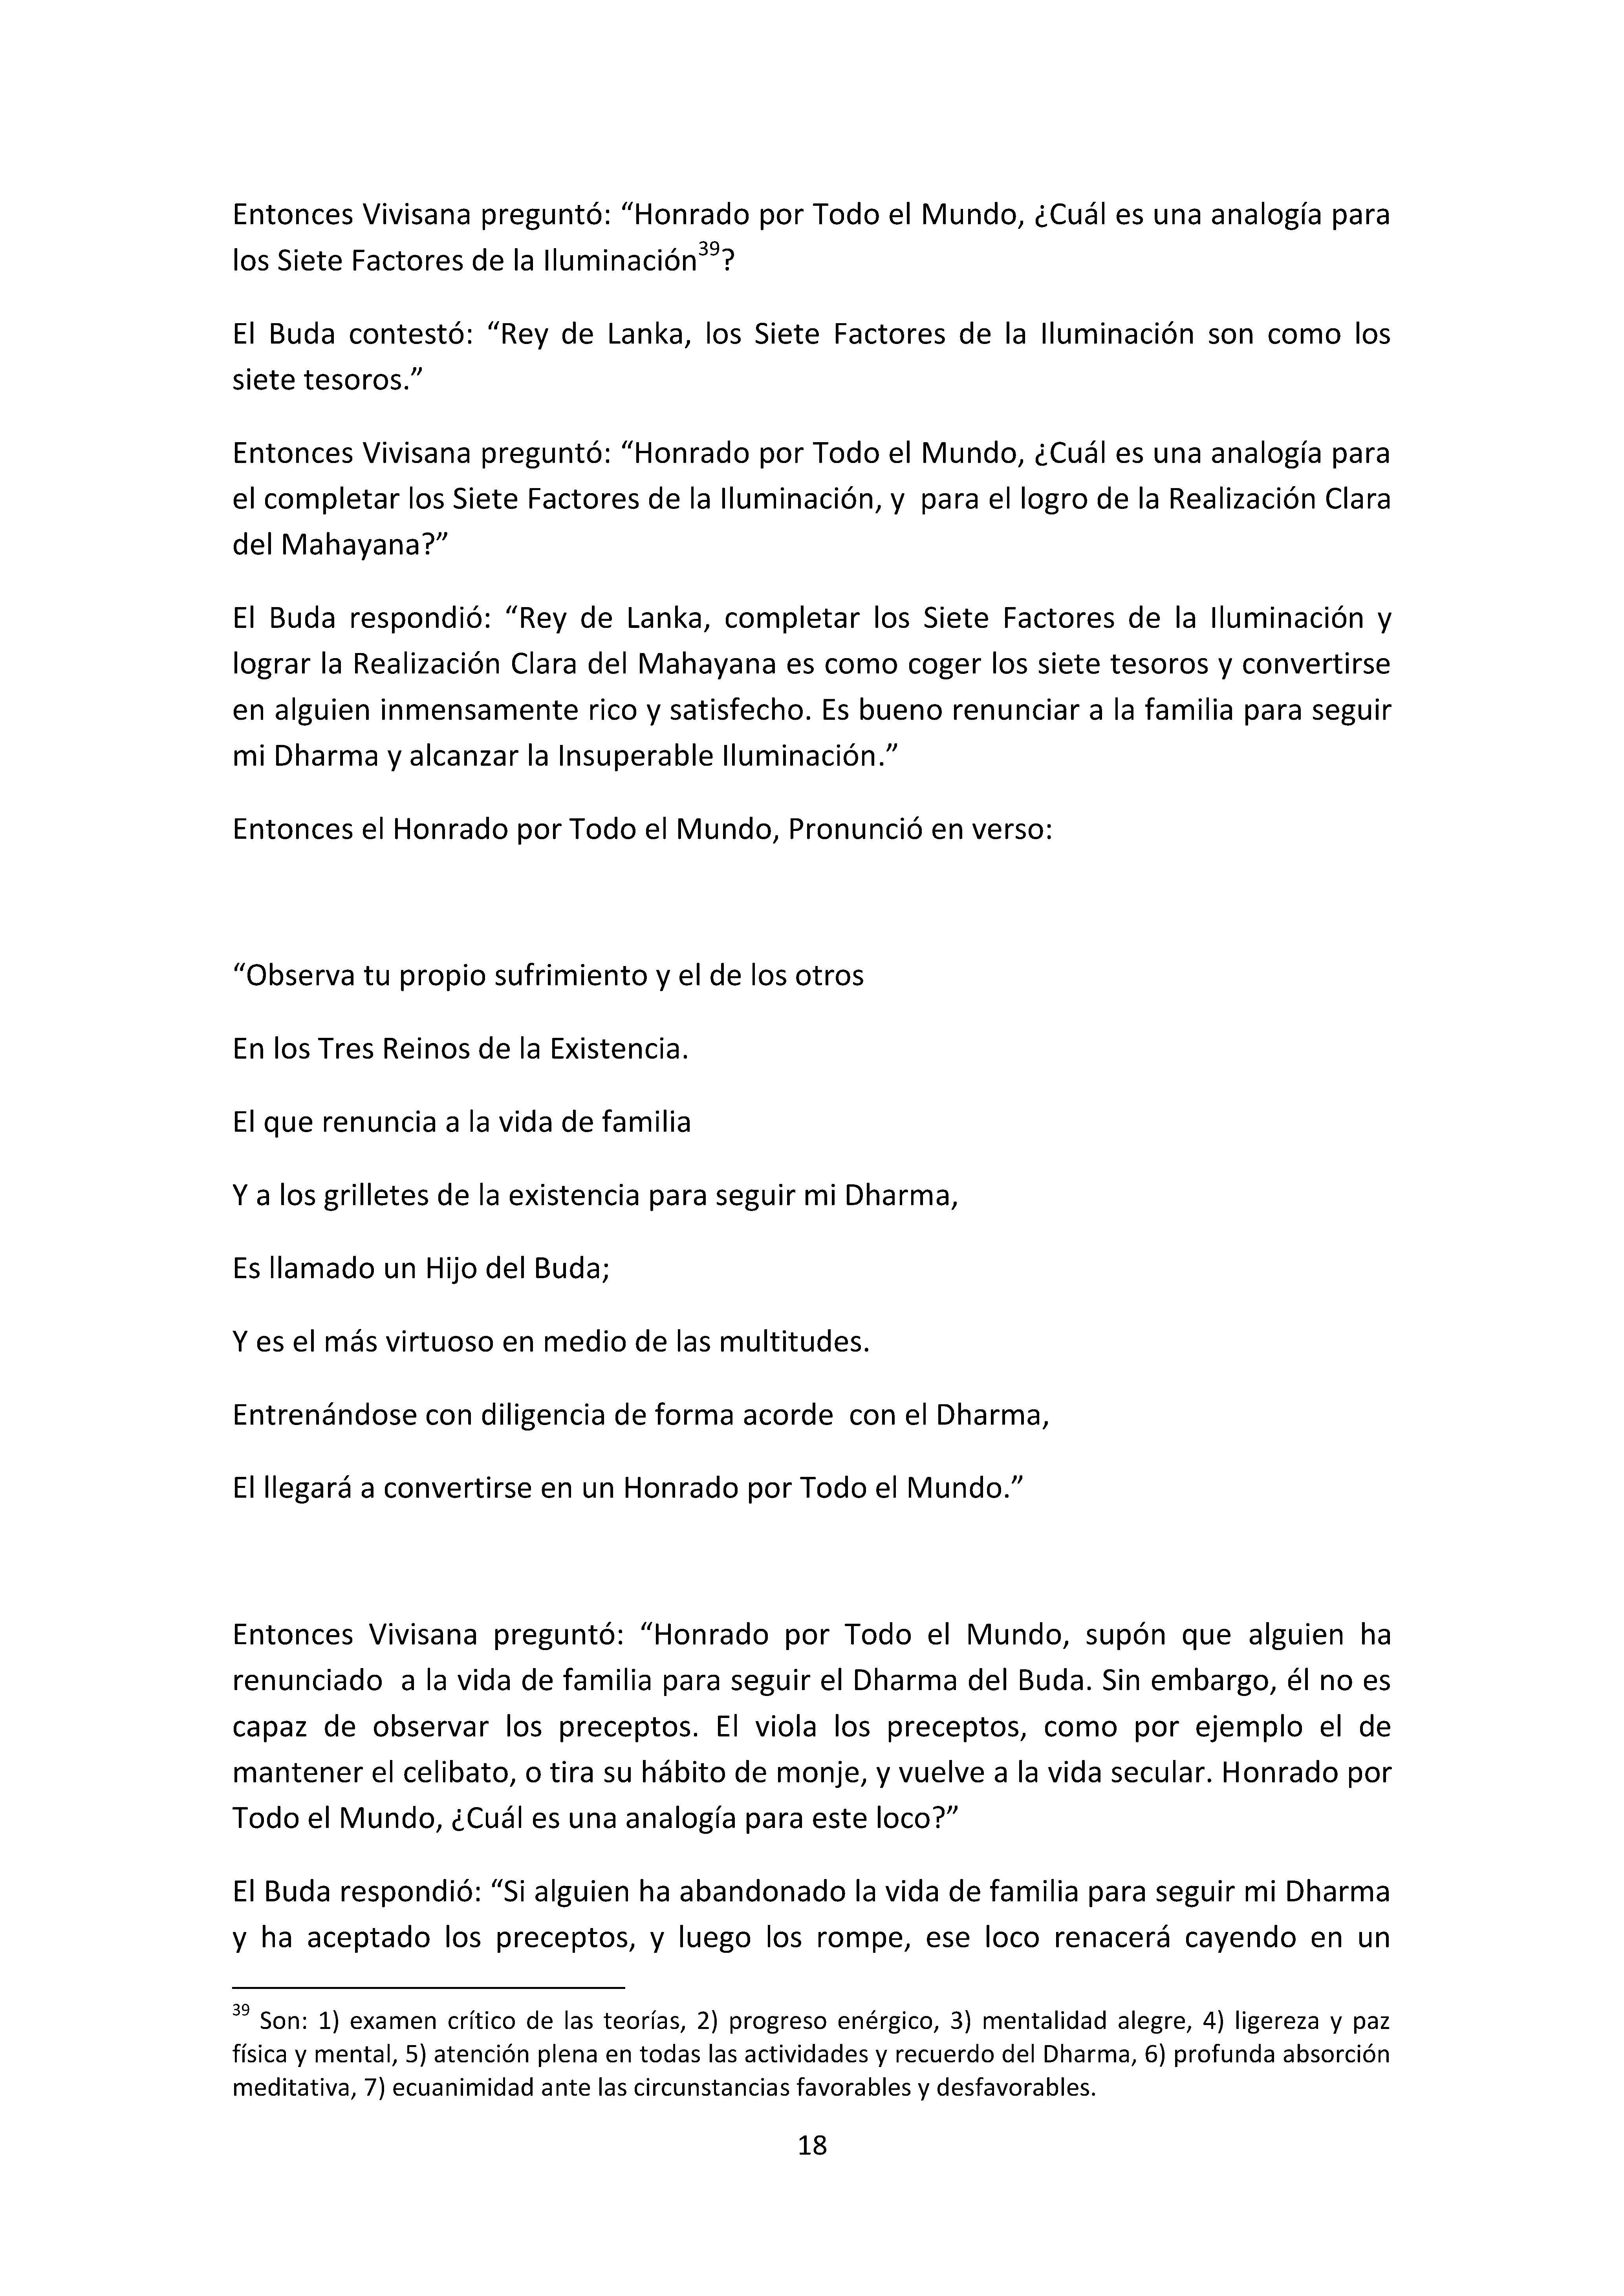 Entonces Vivisana preguntó: “Honrado por Todo el Mundo, ¿Cuál es una analogía para
los Siete Factores de la Iluminación39?
El Buda contestó: “Rey de Lanka, los Siete Factores de la Iluminación son como los
siete tesoros.”
Entonces Vivisana preguntó: “Honrado por Todo el Mundo, ¿Cuál es una analogía para
el completar los Siete Factores de la Iluminación, y  para el logro de la Realización Clara
del Mahayana?”
El Buda respondió: “Rey de Lanka, completar los Siete Factores de la Iluminación y
lograr la Realización Clara del Mahayana es como coger los siete tesoros y convertirse
en alguien inmensamente rico y satisfecho. Es bueno renunciar a la familia para seguir
mi Dharma y alcanzar la Insuperable Iluminación.”
Entonces el Honrado por Todo el Mundo, Pronunció en verso:
“Observa tu propio sufrimiento y el de los otros
En los Tres Reinos de la Existencia.
El que renuncia a la vida de familia
Y a los grilletes de la existencia para seguir mi Dharma,
Es llamado un Hijo del Buda;
Y es el más virtuoso en medio de las multitudes.
Entrenándose con diligencia de forma acorde  con el Dharma,
El llegará a convertirse en un Honrado por Todo el Mundo.”
Entonces Vivisana preguntó: “Honrado por Todo el Mundo, supón que alguien ha
renunciado  a la vida de familia para seguir el Dharma del Buda. Sin embargo, él no es
capaz de observar los preceptos. El viola los preceptos, como por ejemplo el de
mantener el celibato, o tira su hábito de monje, y vuelve a la vida secular. Honrado por
Todo el Mundo, ¿Cuál es una analogía para este loco?”
El Buda respondió: “Si alguien ha abandonado la vida de familia para seguir mi Dharma
y ha aceptado los preceptos, y luego los rompe, ese loco renacerá cayendo en un
39 Son: 1) examen crítico de las teorías, 2) progreso enérgico, 3) mentalidad alegre, 4) ligereza y paz
física y mental, 5) atención plena en todas las actividades y recuerdo del Dharma, 6) profunda absorción
meditativa, 7) ecuanimidad ante las circunstancias favorables y desfavorables.
18